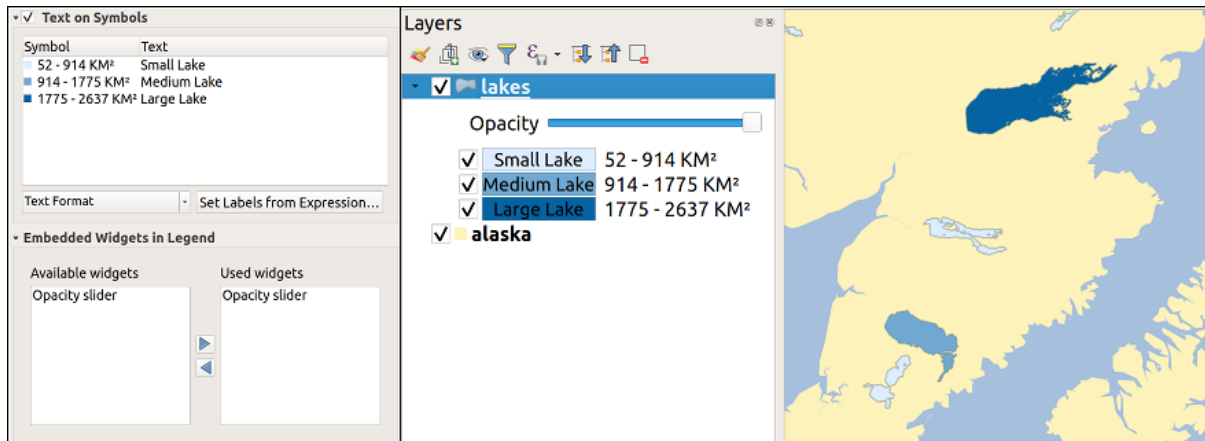 Text on Symbols
Symbol Text
52 - 914 KM² Small Lake
914 - 1775 KM² Medium Lake
1775 - 2637 KM² Large Lake
Text Format
Set Labels from Expression...
Embedded Widgets in Legend
Available widgets
Opacity slider
Used widgets
Opacity slider
Layers
lakes
Opacity
Small Lake 52 - 914 KM²
Medium Lake 914 - 1775 KM²
Large Lake 1775 - 2637 KM²
alaska